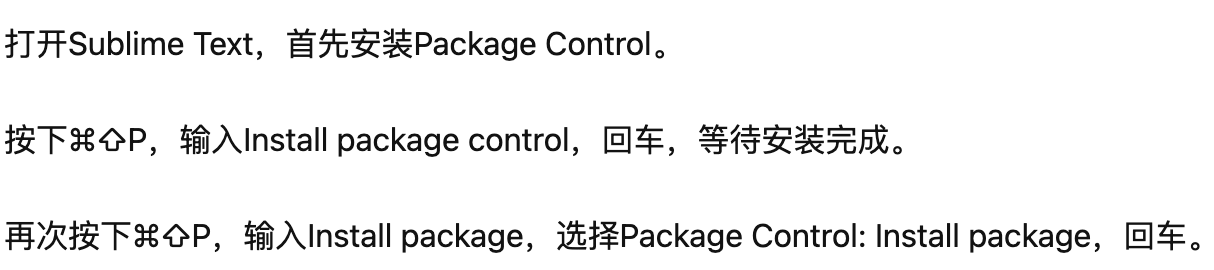 打开Sublime Text，首先安装Package Control。
按下⌘⇧P，输入Install package control，回车，等待安装完成。
再次按下⌘⇧P，输入Install package，选择Package Control: Install package，回车。